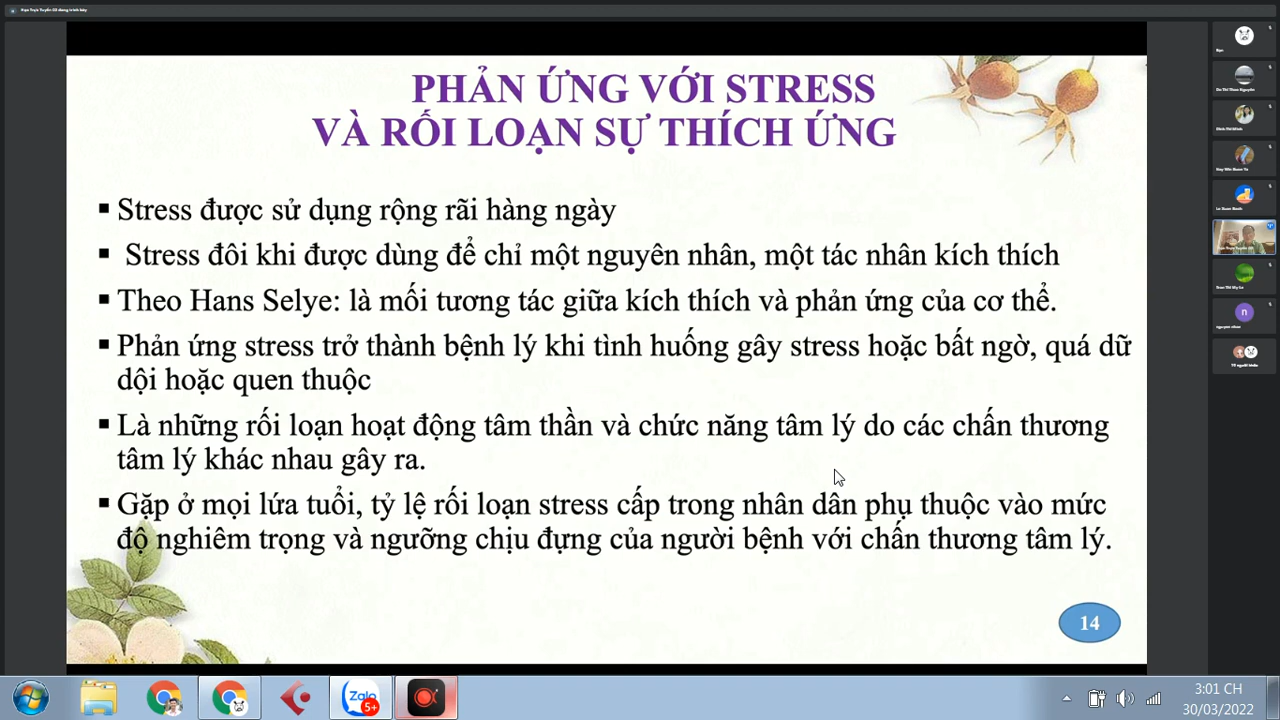 PHẢN ỨNG VỚI STRESS
VÀ RỐI LOẠN SỰ THÍCH ỨNG
▪ Stress được sử dụng rộng rãi hàng ngày
▪ Stress đôi khi được dùng để chỉ một nguyên nhân, một tác nhân kích thích
▪ Theo Hans Selye: là mối tương tác giữa kích thích và phản ứng của cơ thể.
▪ Phản ứng stress trở thành bệnh lý khi tình huống gây stress hoặc bất ngờ, quá dữ
dội hoặc quen thuộc
▪ Là những rối loạn hoạt động tâm thần và chức năng tâm lý do các chấn thương
tâm lý khác nhau gây ra.
▪ Gặp ở mọi lứa tuổi, tỷ lệ rối loạn stress cấp trong nhân dân phụ thuộc vào mức
độ nghiêm trọng và ngưỡng chịu đựng của người bệnh với chấn thương tâm lý.
14
Bạn
n
Zalo
5+
3:01 CH
30/03/2022